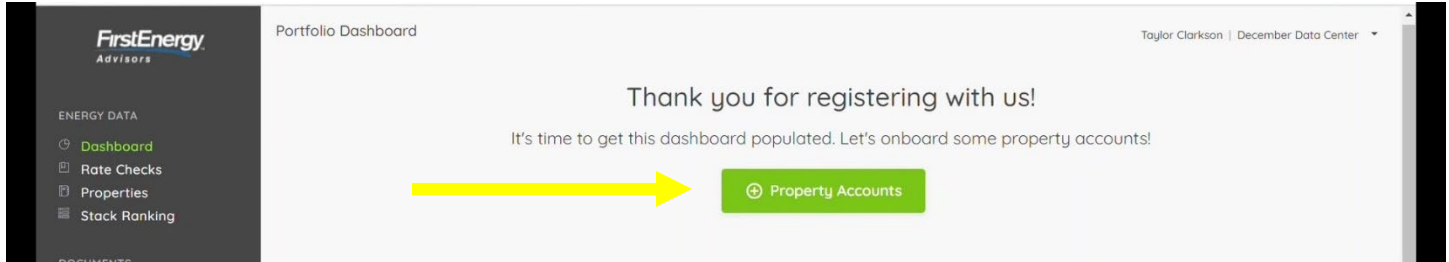 FirstEnergy
Advisors
Portfolio Dashboard
Taylor Clarkson | December Data Center
Thank you for registering with us!
It's time to get this dashboard populated. Let's onboard some property accounts!
Property Accounts
ENERGY DATA
Dashboard
Rate Checks
Properties
Stack Ranking
DOCUMENTS